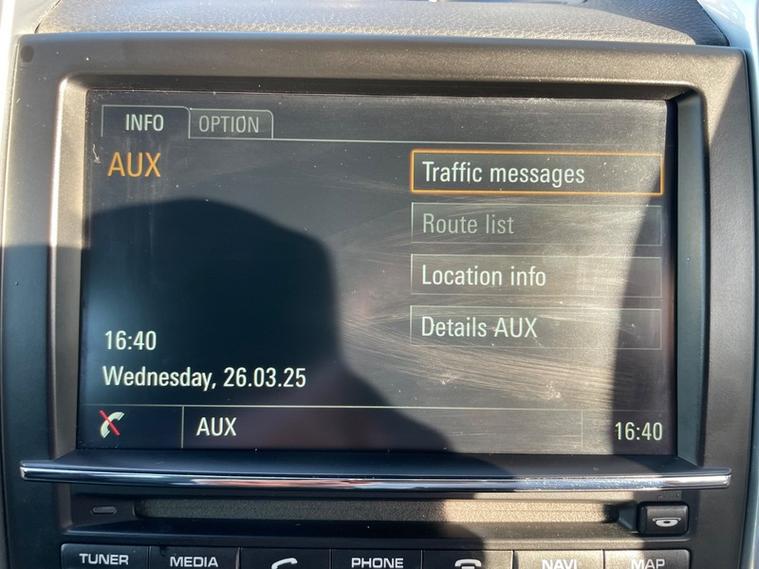 INFO OPTION
AUX
Traffic messages
Route list
Location info
Details AUX
16:40
Wednesday, 26.03.25
AUX 16:40
TUNER MEDIA PHONE NAVI MAP